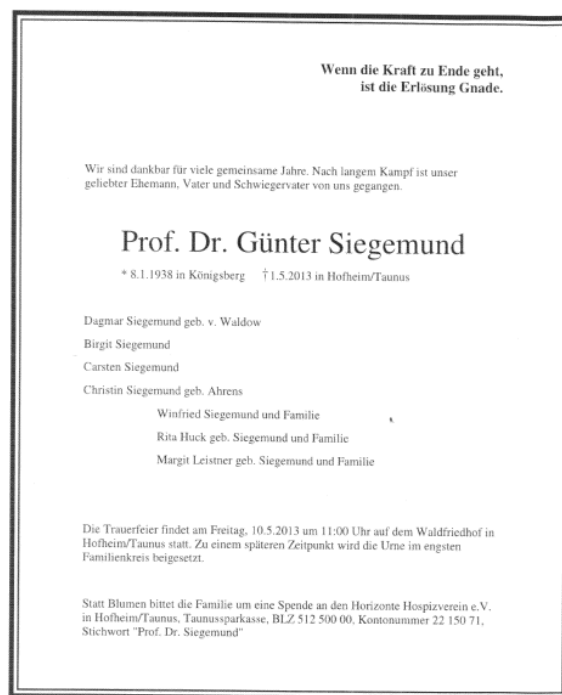 Wenn die Kraft zu Ende geht,
ist die Erlösung Gnade.
Wir sind dankbar für viele gemeinsame Jahre. Nach langem Kampf ist unser
geliebter Ehemann, Vater und Schwiegervater von uns gegangen.
Prof. Dr. Günter Siegemund
* 8.1.1938 in Königsberg †1.5.2013 in Hofheim/Taunus
Dagmar Siegemund geb. v. Waldow
Birgit Siegemund
Carsten Siegemund
Christin Siegemund geb. Ahrens
Winfried Siegemund und Familie
Rita Huck geb. Siegemund und Familie
Margit Leistner geb. Siegemund und Familie
Die Trauerfeier findet am Freitag, 10.5.2013 um 11:00 Uhr auf dem Waldfriedhof in
Hofheim/Taunus statt. Zu einem späteren Zeitpunkt wird die Urne im engsten
Familienkreis beigesetzt.
Statt Blumen bittet die Familie um eine Spende an den Horizonte Hospizverein e.V.
in Hofheim/Taunus, Taunussparkasse, BLZ 512 500 00, Kontonummer 22 150 71,
Stichwort "Prof. Dr. Siegemund"